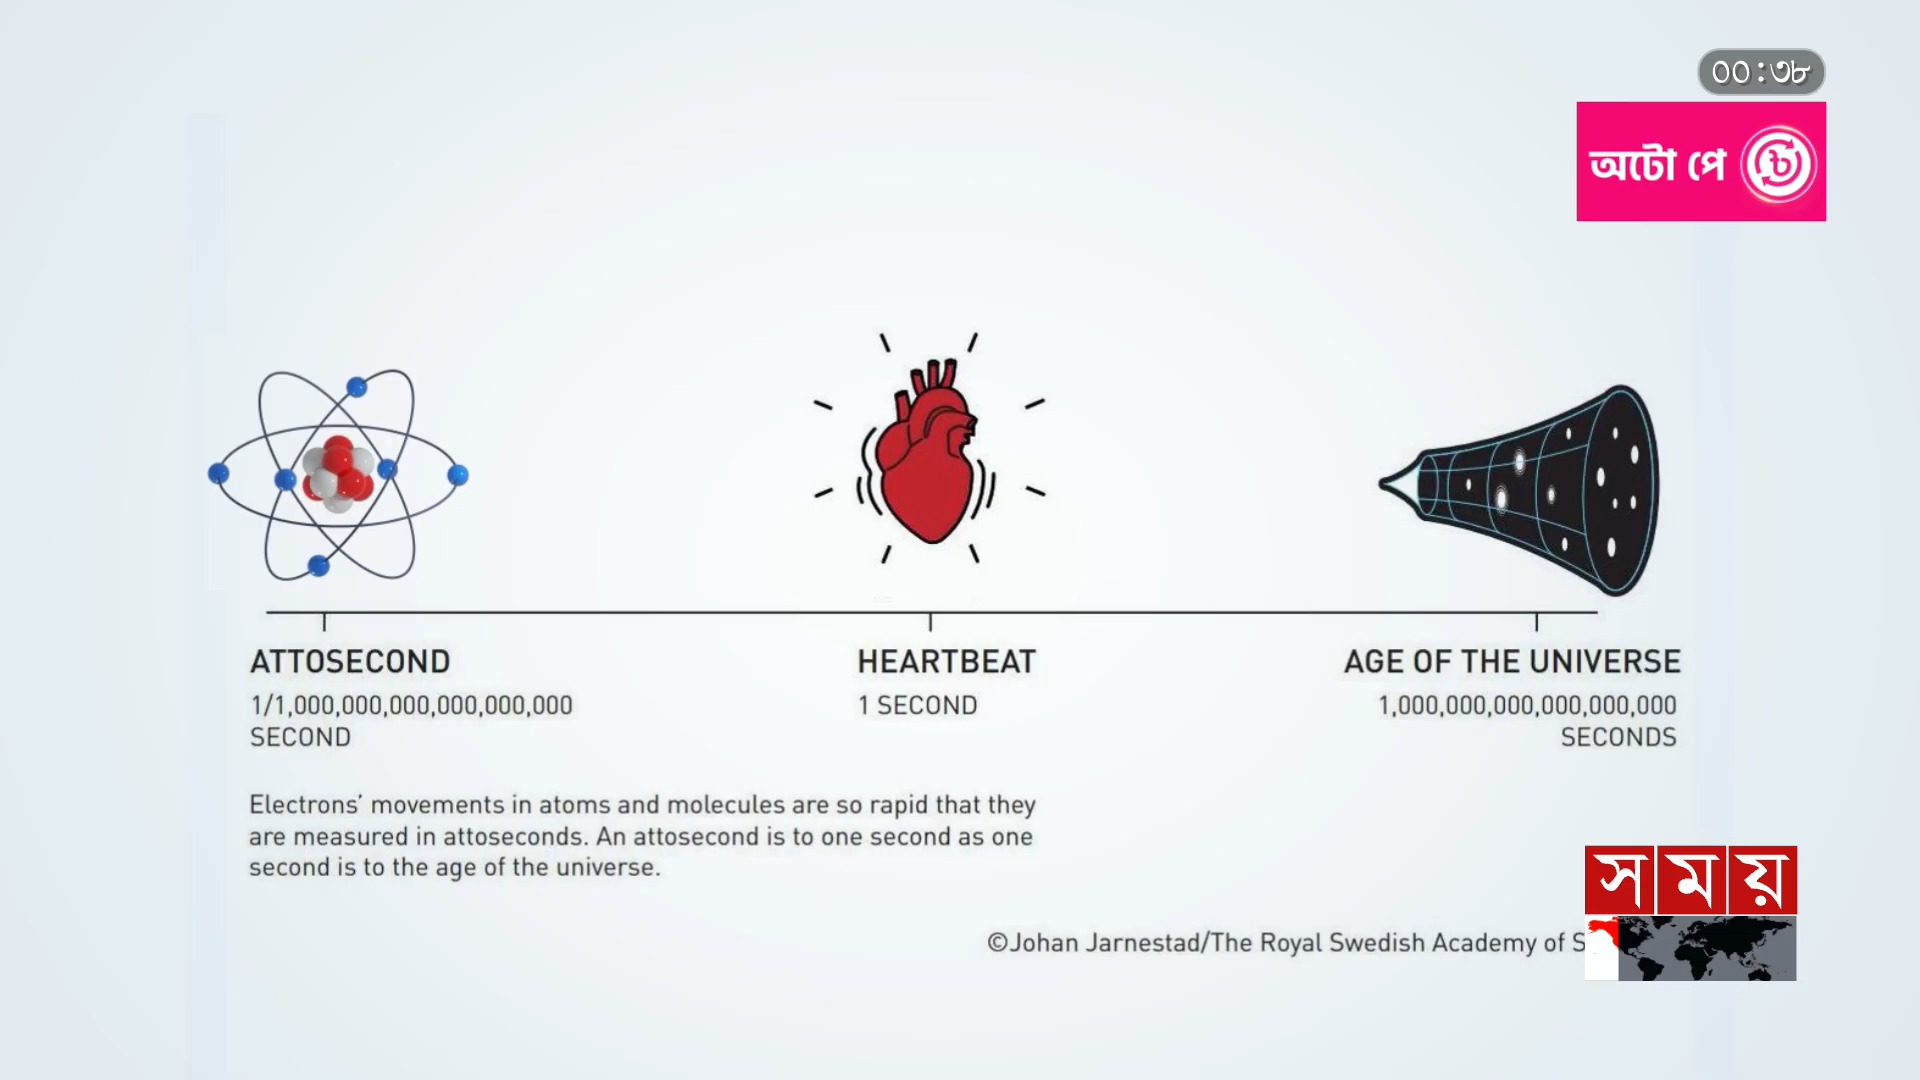 ০০:৩৮
অটো পে
ATTOSECOND
1/1,000,000,000,000,000,000
SECOND
HEARTBEAT
1 SECOND
AGE OF THE UNIVERSE
1,000,000,000,000,000,000
SECONDS
Electrons’ movements in atoms and molecules are so rapid that they
are measured in attoseconds. An attosecond is to one second as one
second is to the age of the universe.
©Johan Jarnestad/The Royal Swedish Academy of S
সময়